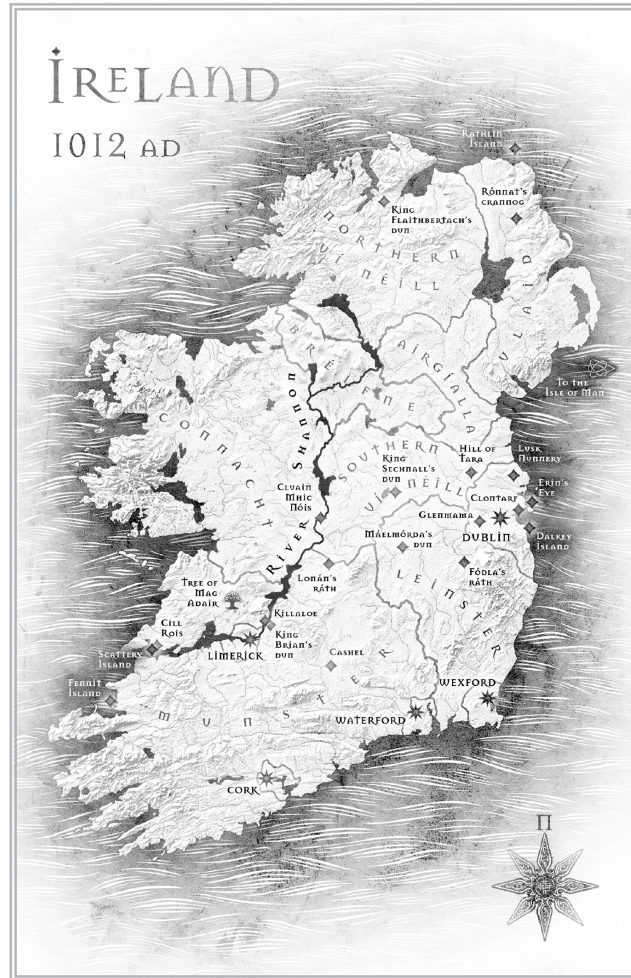 IRELAND
1012 AD
RATHLIN
ISLAND
RÓNNAT'S
CRANNOG
KING
FLAITHBERTACH'S
DUN
NORTHERN
UÍ NÉILL
ULAID
AIRGIALLA
BRÉIFNE
TO THE
ISLE OF MAN
CONNACHT
RIVER SHANNON
SOUTHERN
UÍ NÉILL
KING
SECHNALL'S
DUN
HILL OF
TARA
LUSK
NUNNERY
ERIN'S
EYE
CLONTARF
GLENMAMA
DUBLIN
DALKEY
ISLAND
CLUAIN
MHIC
NÓIS
MÁELMÓRDA'S
DUN
LONÁN'S
RÁTH
FÓDLA'S
RÁTH
LEINSTER
TREE OF
MAG
ADAIR
KILLALOE
KING
BRIAN'S
DUN
CILL
ROIS
SCATTERY
ISLAND
LIMERICK
CASHEL
FENNIT
ISLAND
MUNSTER
WEXFORD
WATERFORD
CORK
N